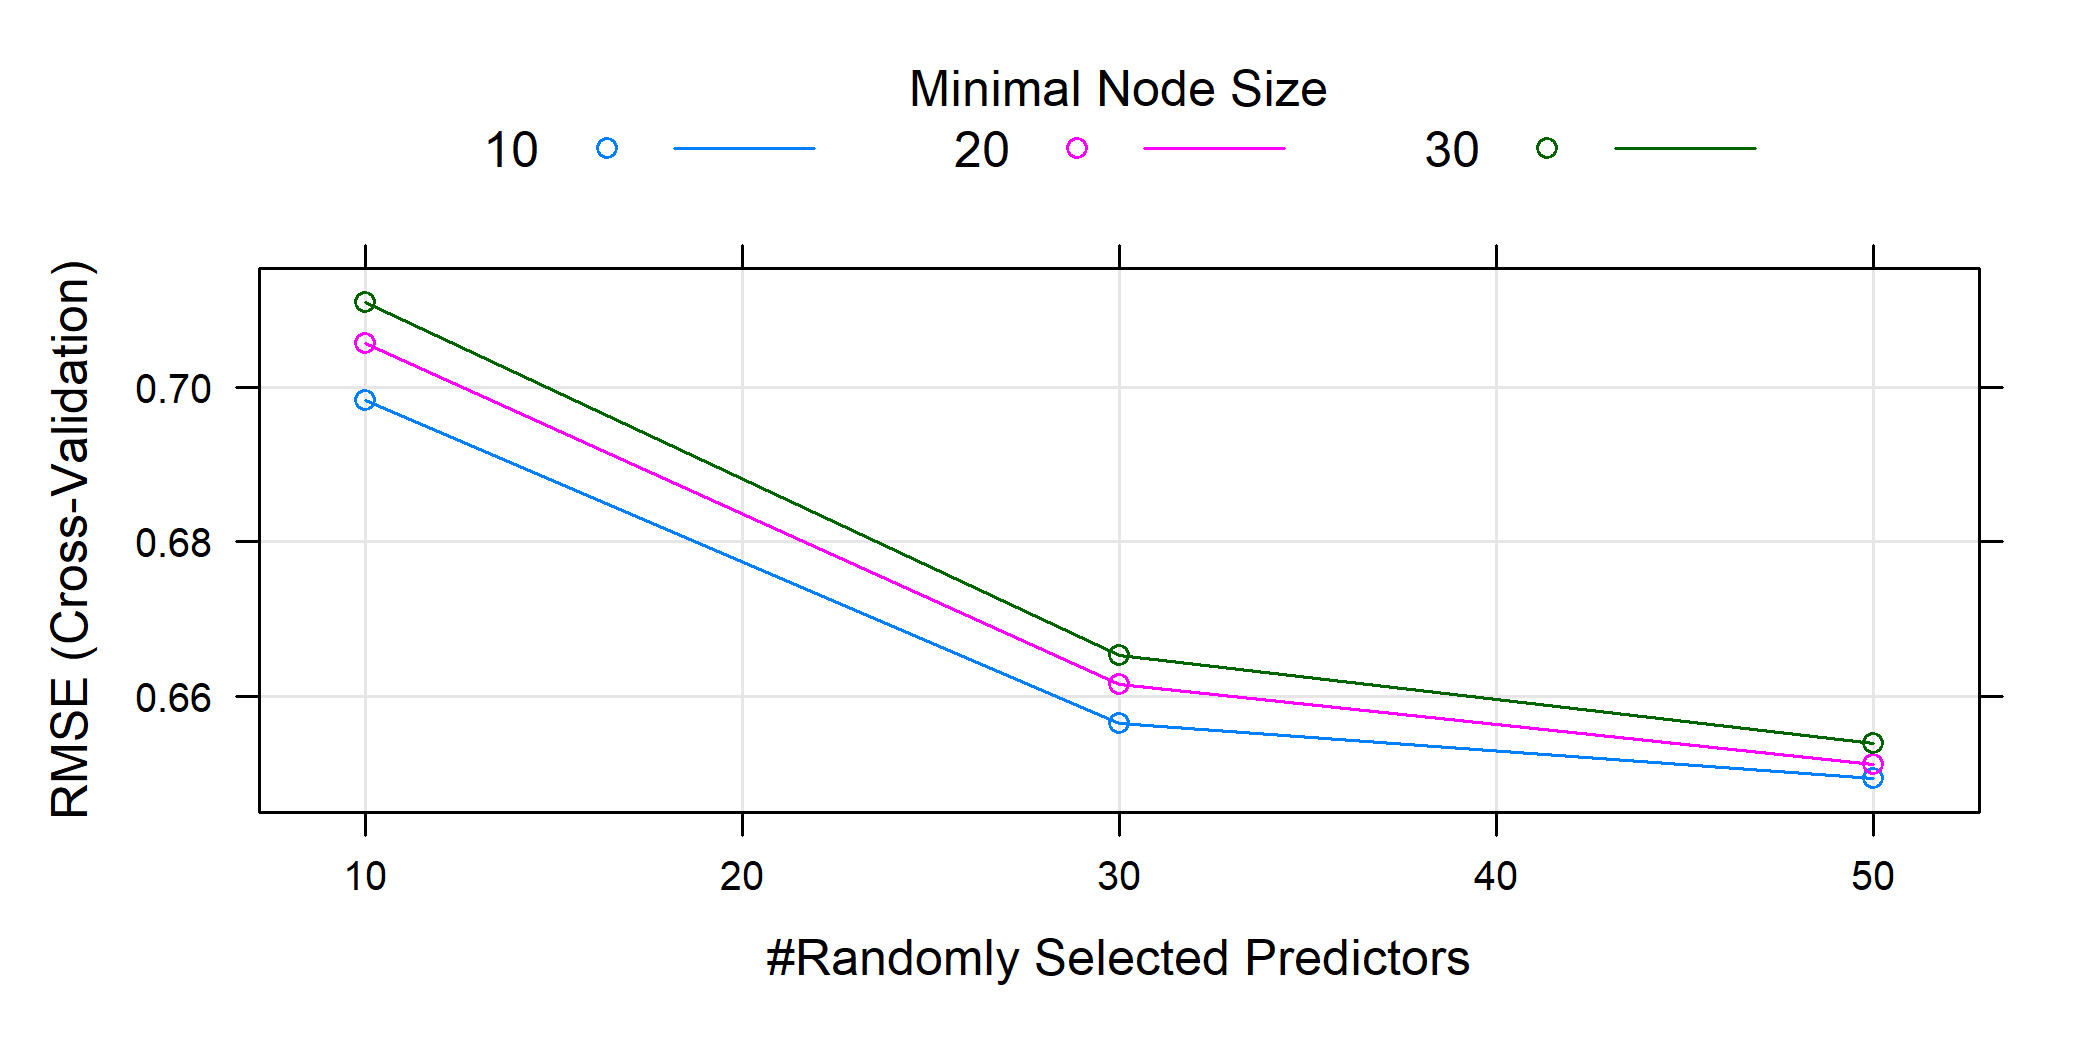 Minimal Node Size
10 20 30
RMSE (Cross-Validation)
0.70
0.68
0.66
10 20 30 40 50
#Randomly Selected Predictors